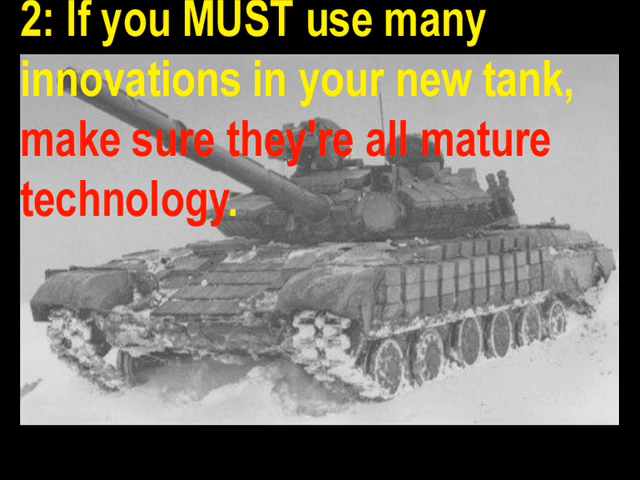 2: If you MUST use many
innovations in your new tank,
make sure they're all mature
technology.